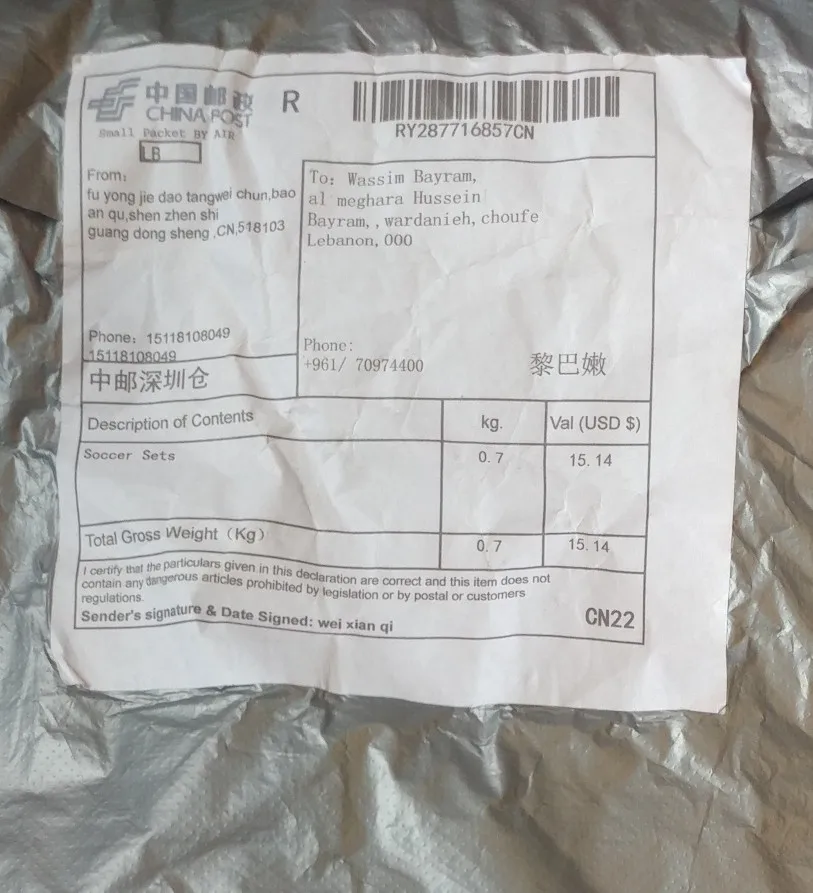 中国邮政
CHINA POST
R
RY287716857CN
Small Packet BY AIR
LB
From:
fu yong jie dao tangwei chun,bao
an qu,shen zhen shi
guang dong sheng ,CN,518103
Phone: 15118108049
15118108049
中邮深圳仓
To: Wassim Bayram,
al meghara Hussein
Bayram,,wardanieh,choufe
Lebanon,000
Phone:
+961/ 70974400
黎巴嫩
Description of Contents kg. Val (USD $)
Soccer Sets 0.7 15.14
Total Gross Weight (Kg) 0.7 15.14
I certify that the particulars given in this declaration are correct and this item does not
contain any dangerous articles prohibited by legislation or by postal or customers
regulations.
Sender's signature & Date Signed: wei xian qi
CN22